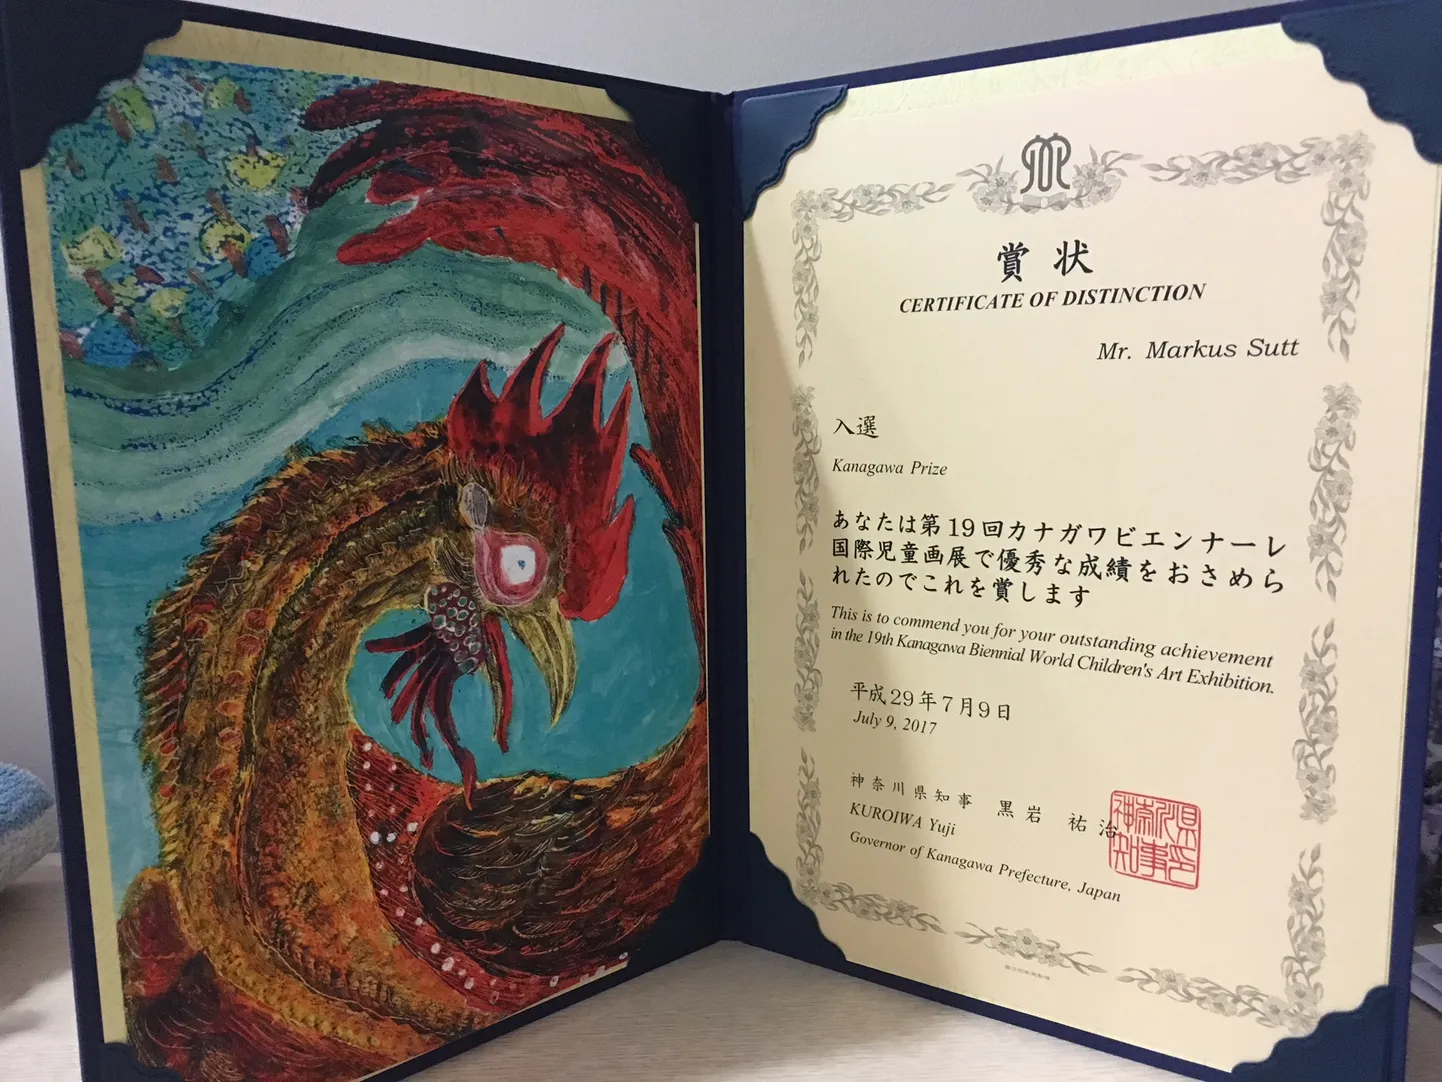 賞状
CERTIFICATE OF DISTINCTION
Mr. Markus Sutt
入選
Kanagawa Prize
あなたは第19回カナガワビエンナーレ
国際児童画展で優秀な成績をおさめら
れたのでこれを賞します
This is to commend you for your outstanding achievement
in the 19th Kanagawa Biennial World Children's Art Exhibition.
平成29年7月9日
July 9, 2017
神奈川県知事 黒岩 祐治
KUROIWA Yuji
Governor of Kanagawa Prefecture, Japan